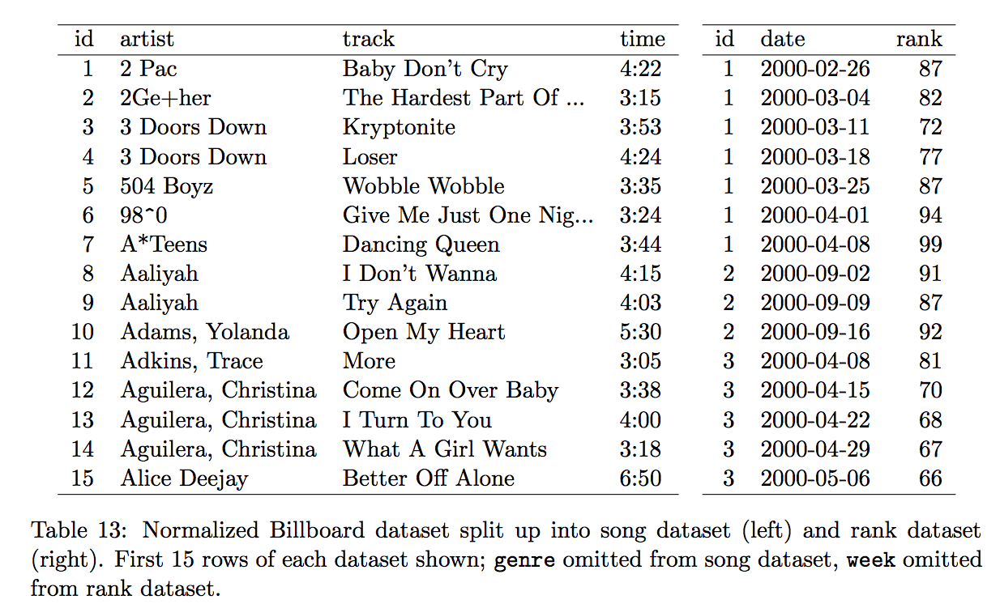 id artist track time id date rank
1 2 Pac Baby Don't Cry 4:22 1 2000-02-26 87
2 2Ge+her The Hardest Part Of ... 3:15 1 2000-03-04 82
3 3 Doors Down Kryptonite 3:53 1 2000-03-11 72
4 3 Doors Down Loser 4:24 1 2000-03-18 77
5 504 Boyz Wobble Wobble 3:35 1 2000-03-25 87
6 98^0 Give Me Just One Nig... 3:24 1 2000-04-01 94
7 A*Teens Dancing Queen 3:44 1 2000-04-08 99
8 Aaliyah I Don't Wanna 4:15 2 2000-09-02 91
9 Aaliyah Try Again 4:03 2 2000-09-09 87
10 Adams, Yolanda Open My Heart 5:30 2 2000-09-16 92
11 Adkins, Trace More 3:05 3 2000-04-08 81
12 Aguilera, Christina Come On Over Baby 3:38 3 2000-04-15 70
13 Aguilera, Christina I Turn To You 4:00 3 2000-04-22 68
14 Aguilera, Christina What A Girl Wants 3:18 3 2000-04-29 67
15 Alice Deejay Better Off Alone 6:50 3 2000-05-06 66
Table 13: Normalized Billboard dataset split up into song dataset (left) and rank dataset
(right). First 15 rows of each dataset shown; genre omitted from song dataset, week omitted
from rank dataset.